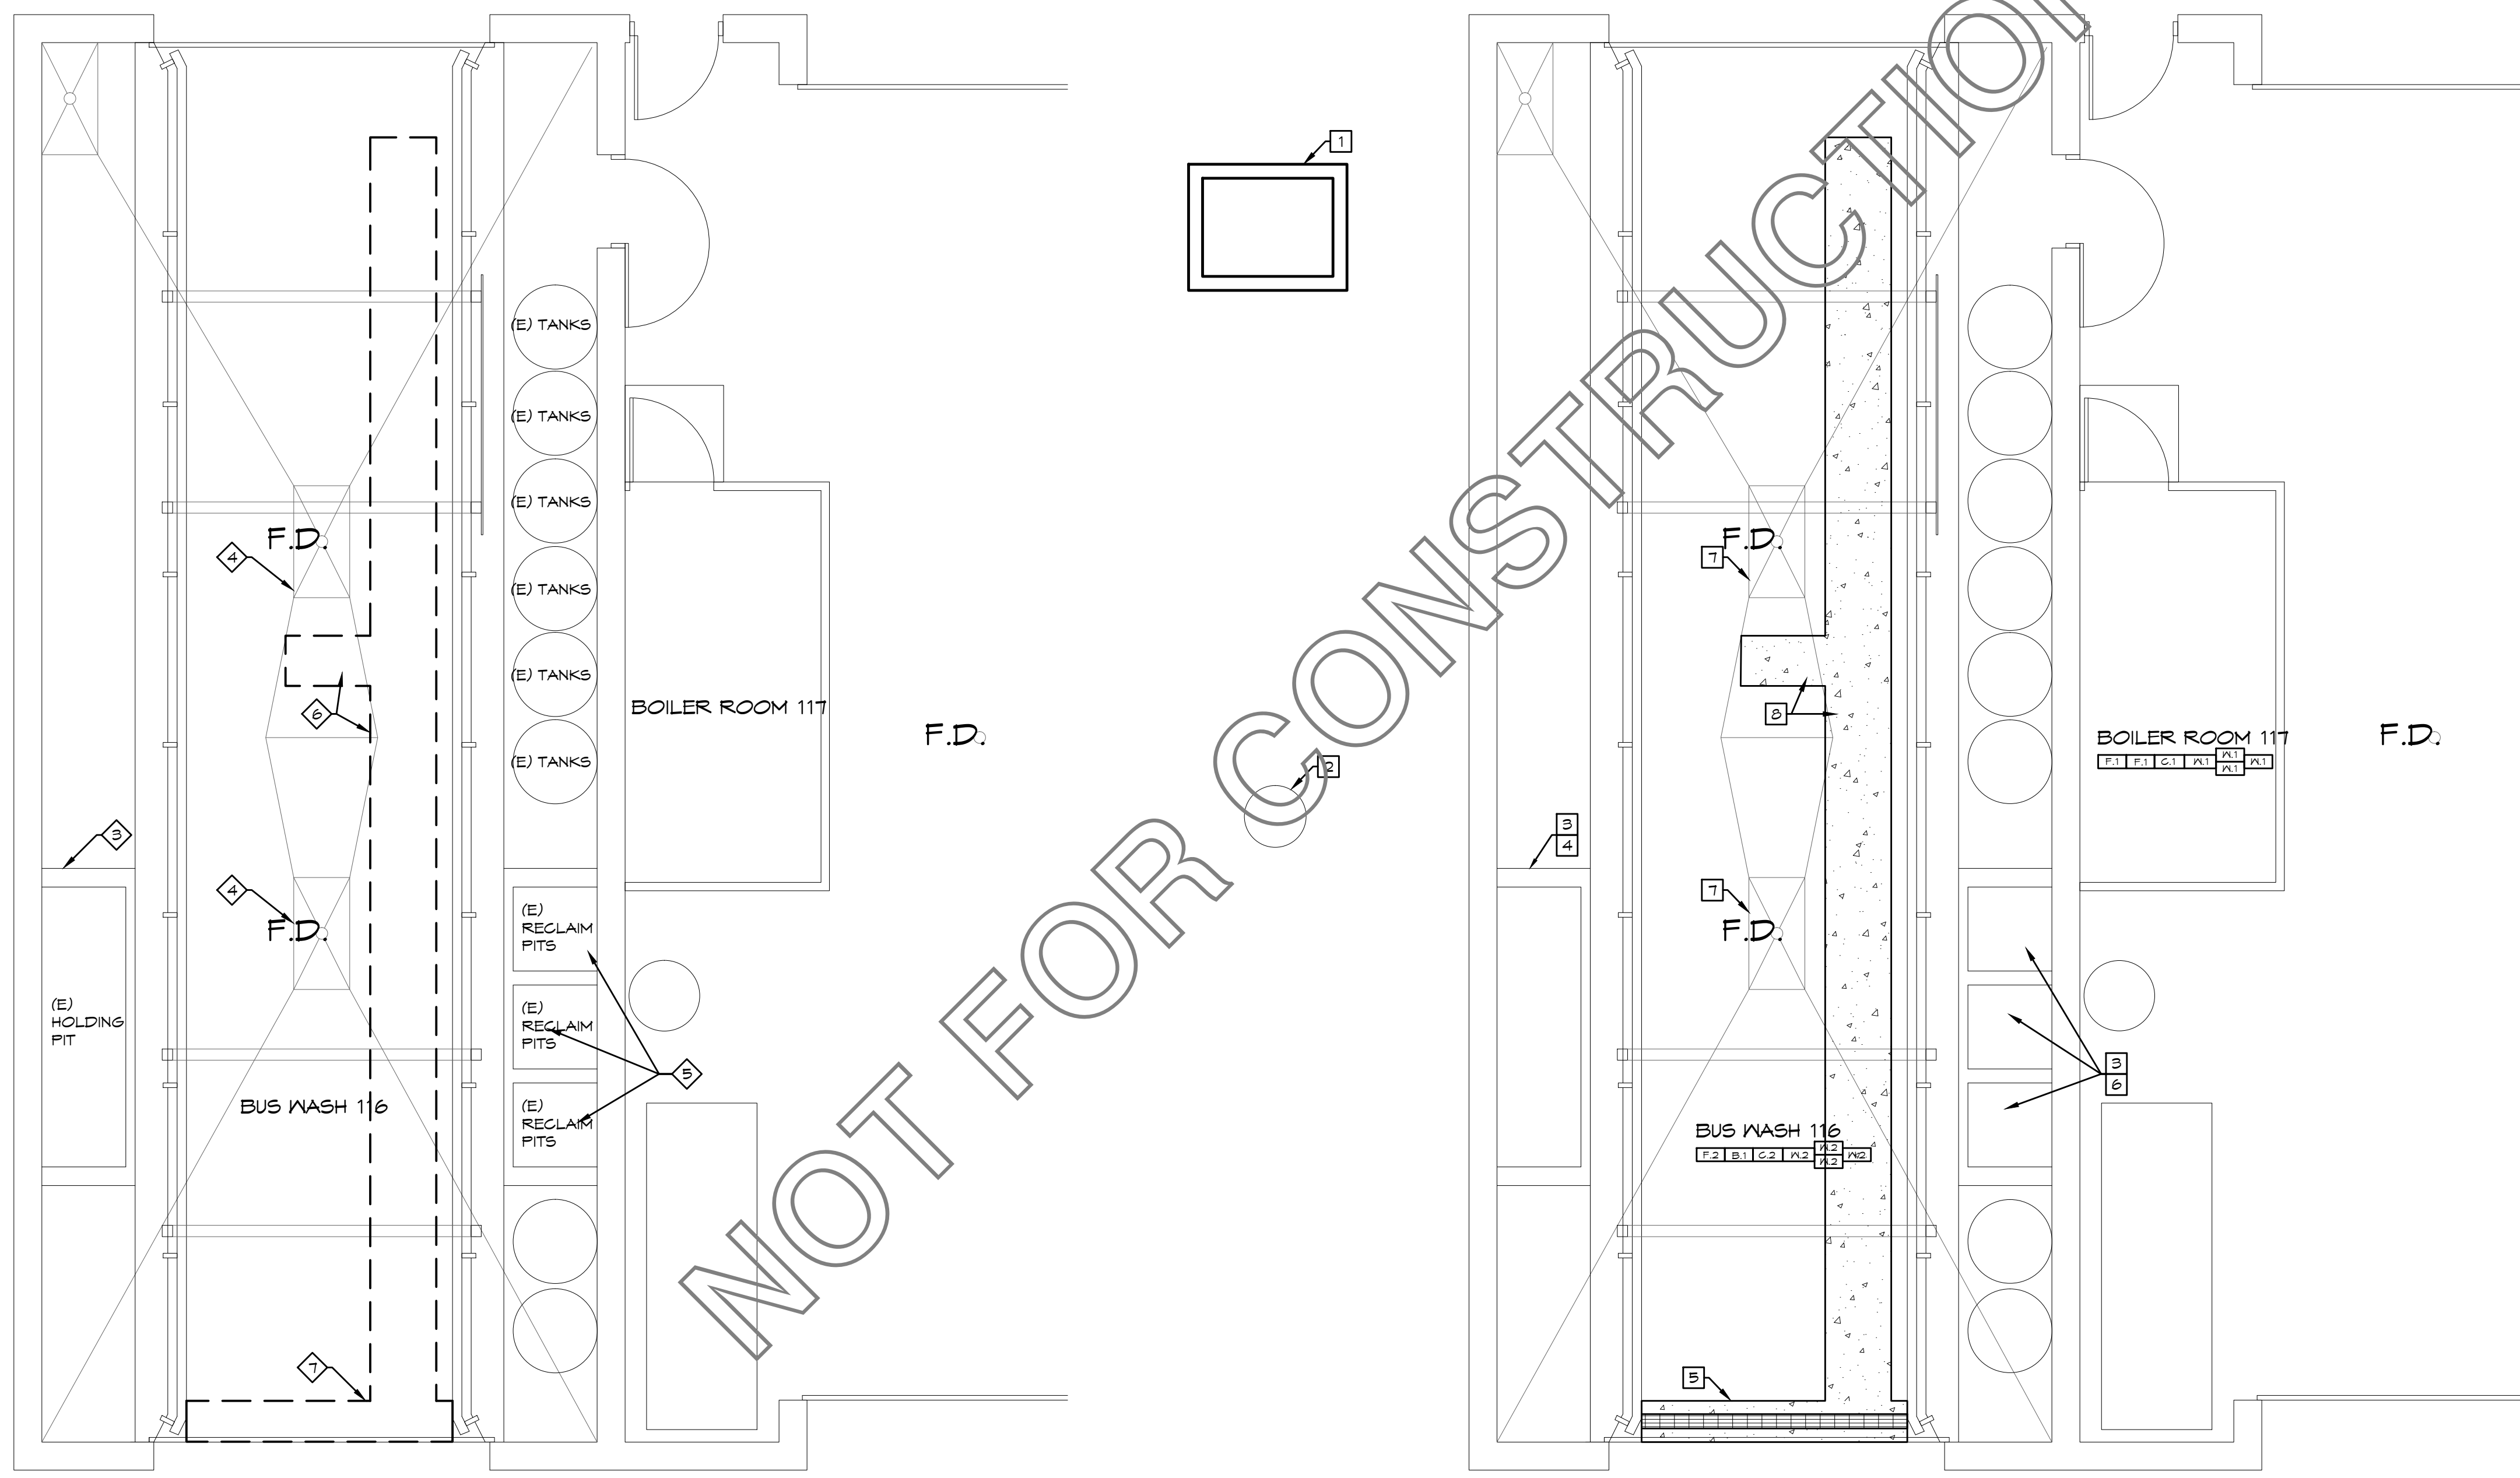 (E) TANKS
(E) TANKS
(E) TANKS
(E) TANKS
(E) TANKS
(E) TANKS
F.D.
4
6
BOILER ROOM 117
F.D.
3
4
F.D.
(E)
RECLAIM
PITS
(E)
HOLDING
PIT
(E)
RECLAIM
PITS
5
(E)
RECLAIM
PITS
BUS WASH 116
7
1
2
NOT FOR CONSTRUCTION
F.D.
7
8
BOILER ROOM 117
F.1 F.1 C.1 W.1 W.1 W.1 W.1
F.D.
3
4
7
F.D.
3
6
BUS WASH 116
F.2 B.1 C.2 W.2 W.2 W.2 W.2
5